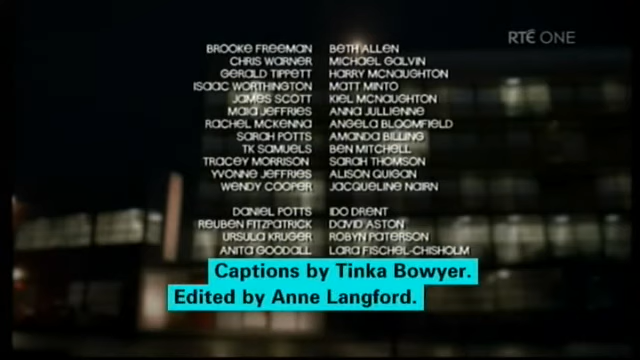 RTÉ ONE
BROOKE FREEMAN BETH ALLEN
CHRIS WARNER MICHAEL GALVIN
GERALD TIPPETT HARRY MCNAUGHTON
ISAAC WORTHINGTON MATT MINTO
JAMES SCOTT KIEL MCNAUGHTON
MAIA JEFFRIES ANNA JULLIENNE
RACHEL MCKENNA ANGELA BLOOMFIELD
SARAH POTTS AMANDA BILLING
TK SAMUELS BEN MITCHELL
TRACEY MORRISON SARAH THOMSON
YVONNE JEFFRIES ALISON QUIGAN
WENDY COOPER JACQUELINE NAIRN
DANIEL POTTS IDO DRENT
REUBEN FITZPATRICK DAVID ASTON
URSULA KRUGER ROBYN PATERSON
ANITA GOODALL LARA FISCHEL-CHISHOLM
Captions by Tinka Bowyer.
Edited by Anne Langford.